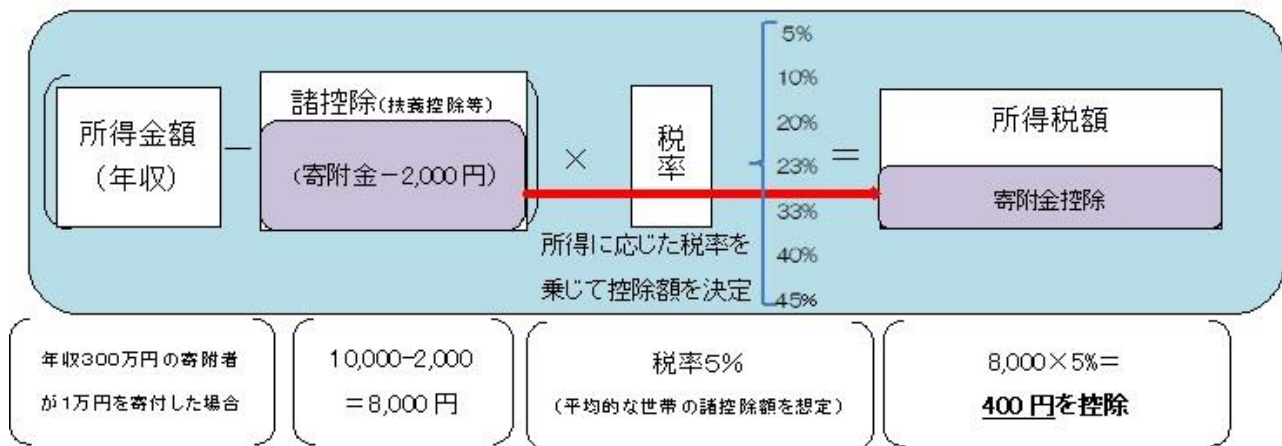 所得金額
(年収)
－
諸控除(扶養控除等)
(寄附金－2,000円)
×
税率
5%
10%
20%
23%
33%
40%
45%
＝
所得税額
寄附金控除
所得に応じた税率を
乗じて控除額を決定
年収300万円の寄附者
が1万円を寄付した場合
10,000−2,000
＝8,000円
税率5%
(平均的な世帯の諸控除額を想定)
8,000×5%＝
400円を控除